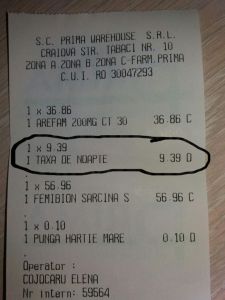 S.C. PRIMA WAREHOUSE S.R.L.
CRAIOVA STR. TABACI NR. 10
ZONA A ZONA B ZONA C-FARM.PRIMA
C.U.I. RO 30047293
1 x 36.86
1 AREFAM 200MG CT 30 36.86 C
1 x 9.39
1 TAXA DE NOAPTE 9.39 D
.
1 x 56.96
1 FEMIBION SARCINA S 56.96 C
.
1 x 0.10
1 PUNGA HARTIE MARE 0.10 D
.
Operator :
COJOCARU ELENA
Nr intern: 59564